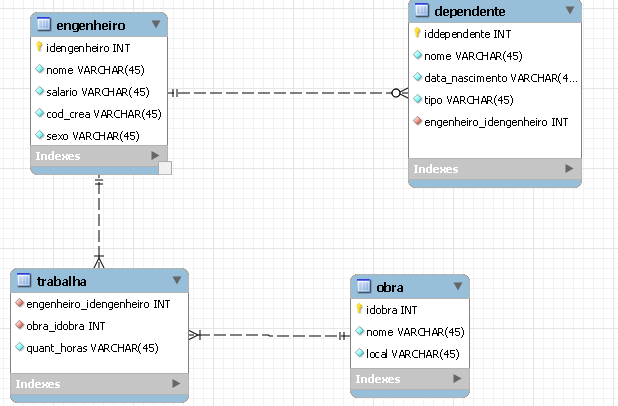 engenheiro
idengenheiro INT
nome VARCHAR(45)
salario VARCHAR(45)
cod_crea VARCHAR(45)
sexo VARCHAR(45)
Indexes
dependente
iddependente INT
nome VARCHAR(45)
data_nascimento VARCHAR(4...
tipo VARCHAR(45)
engenheiro_idengenheiro INT
Indexes
trabalha
engenheiro_idengenheiro INT
obra_idobra INT
quant_horas VARCHAR(45)
Indexes
obra
idobra INT
nome VARCHAR(45)
local VARCHAR(45)
Indexes